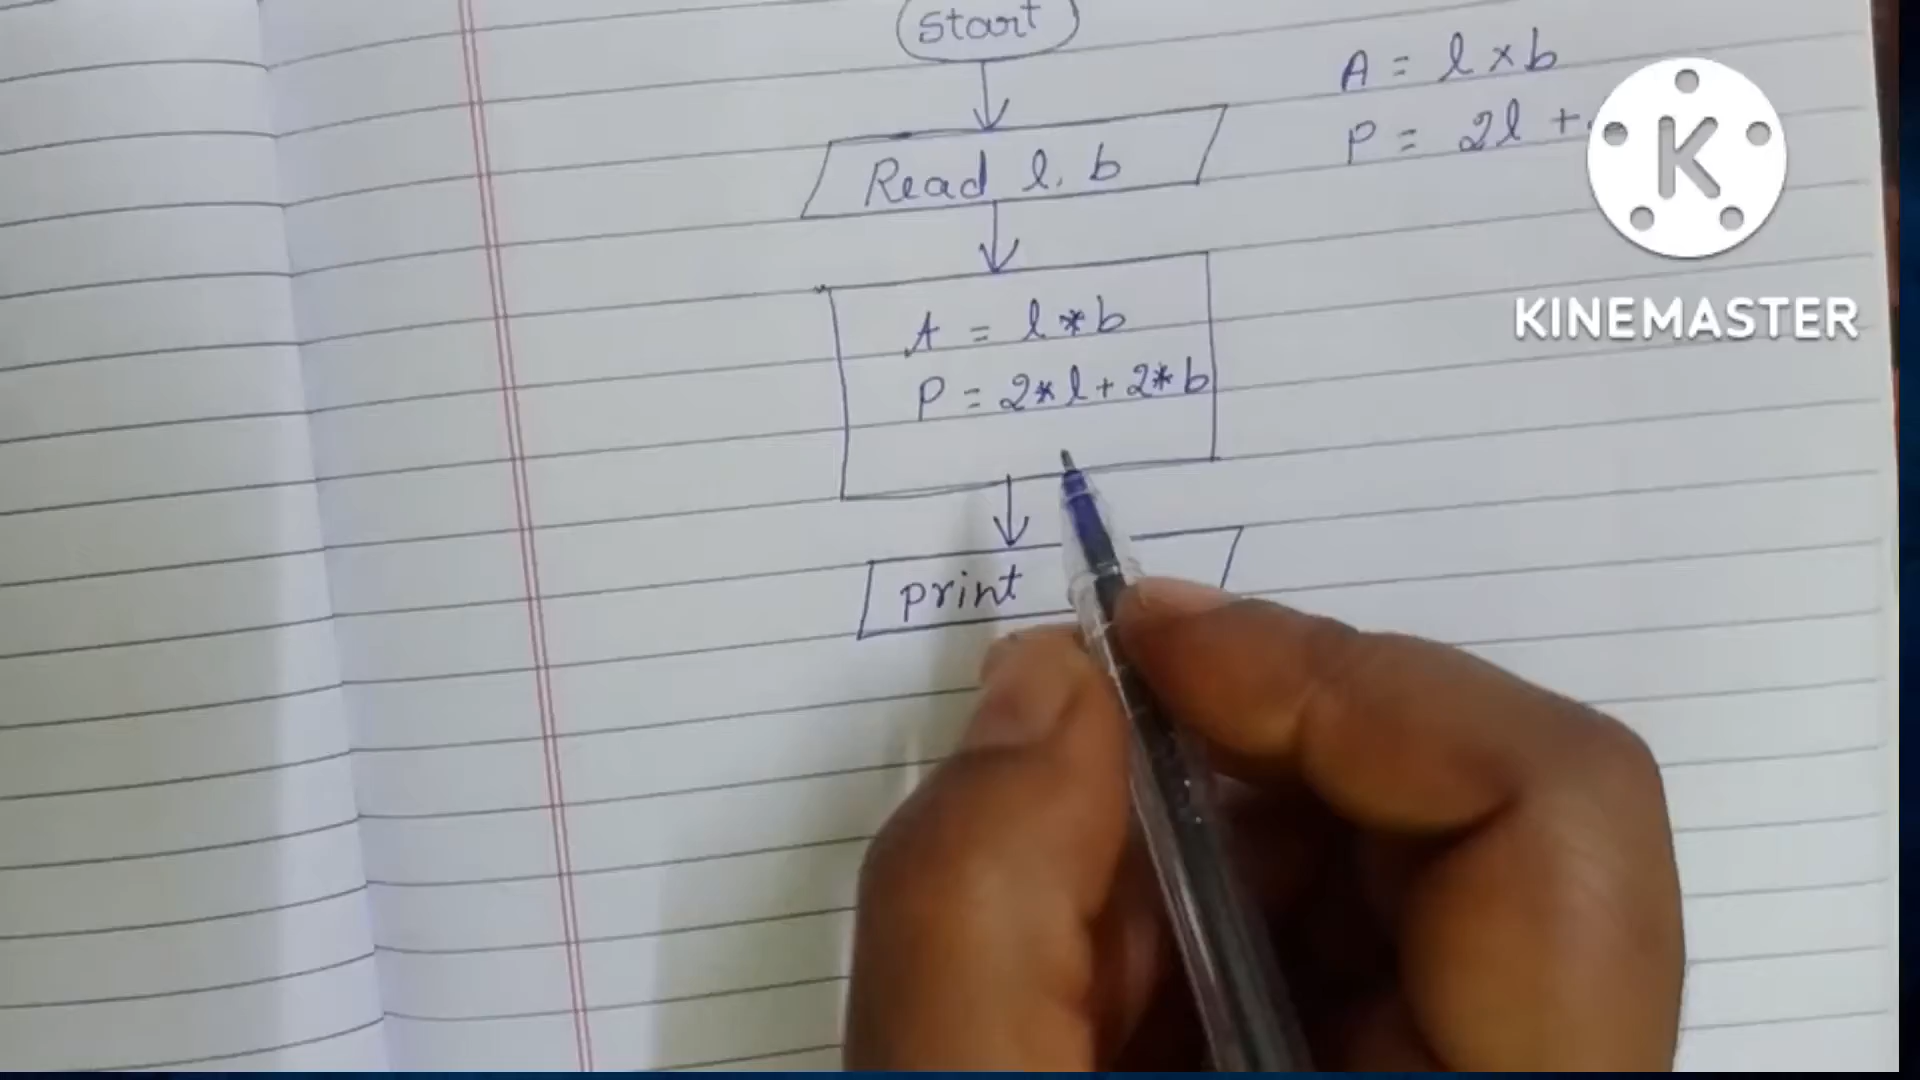 Start
A = l × b
P = 2l +
Read l, b
A = l * b
P = 2* l + 2* b
print
K
KINEMASTER